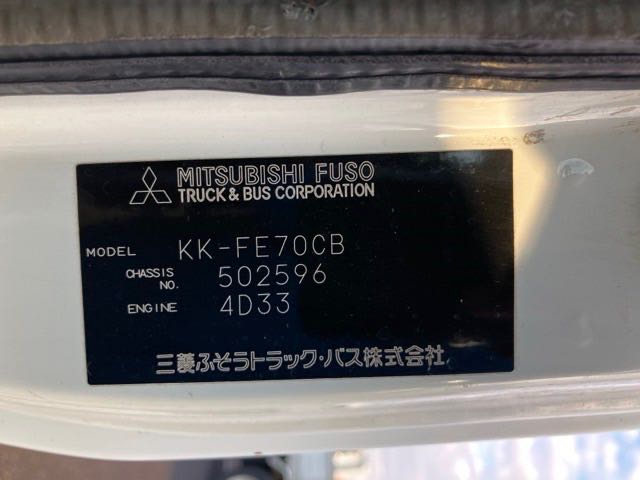 MITSUBISHI FUSO
TRUCK & BUS CORPORATION
MODEL KK-FE70CB
CHASSIS NO. 502596
ENGINE 4D33
三菱ふそうトラック・バス株式会社